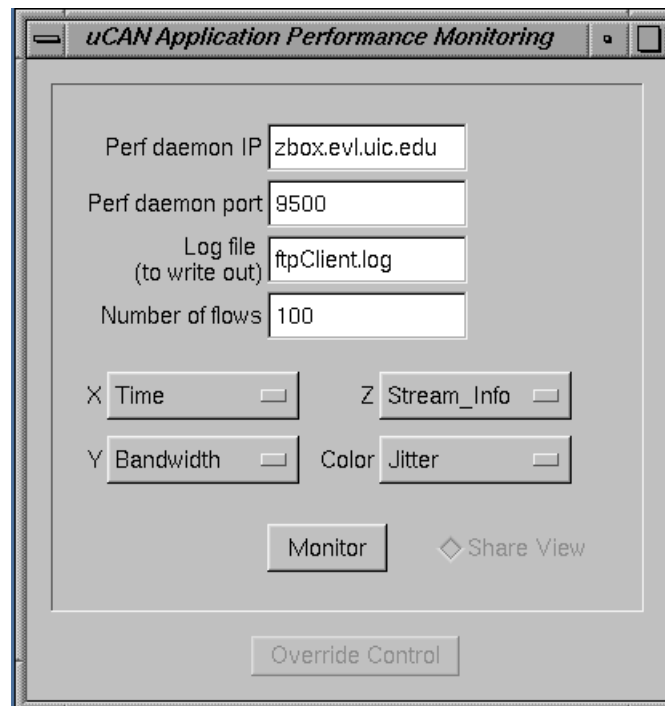 uCAN Application Performance Monitoring
Perf daemon IP zbox.evl.uic.edu
Perf daemon port 9500
Log file
(to write out) ftpClient.log
Number of flows 100
X Time Z Stream_Info
Y Bandwidth Color Jitter
Monitor Share View
Override Control